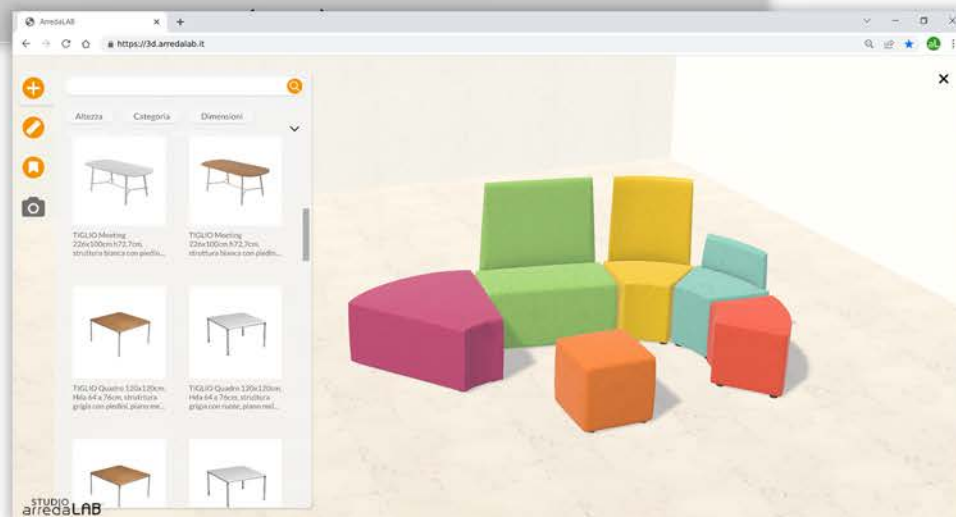 ArredaLAB
https://3d.arredalab.it
aL
Altezza Categoria Dimensioni
TIGLIO Meeting
226x100cm h72,7cm,
struttura bianca con piedin...
TIGLIO Meeting
226x100cm h72,7cm,
struttura bianca con piedin...
TIGLIO Quadro 120x120cm,
Hda 64 a 76cm, struttura
grigia con piedini, piano me...
TIGLIO Quadro 120x120cm,
Hda 64 a 76cm, struttura
grigia con ruote, piano mel...
STUDIO
arredaLAB